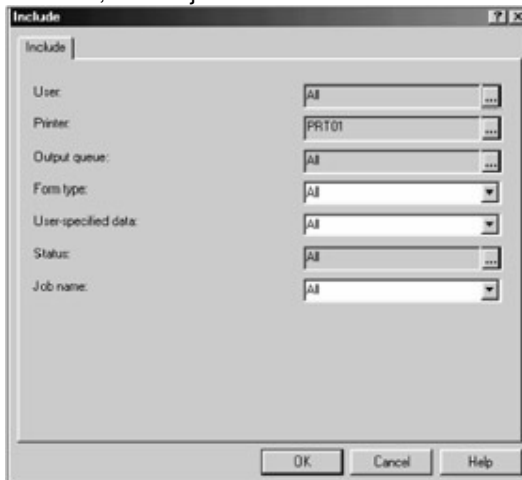 Include
Include
User: All ...
Printer: PRT01 ...
Output queue: All ...
Form type: All
User-specified data: All
Status: All ...
Job name: All
OK Cancel Help